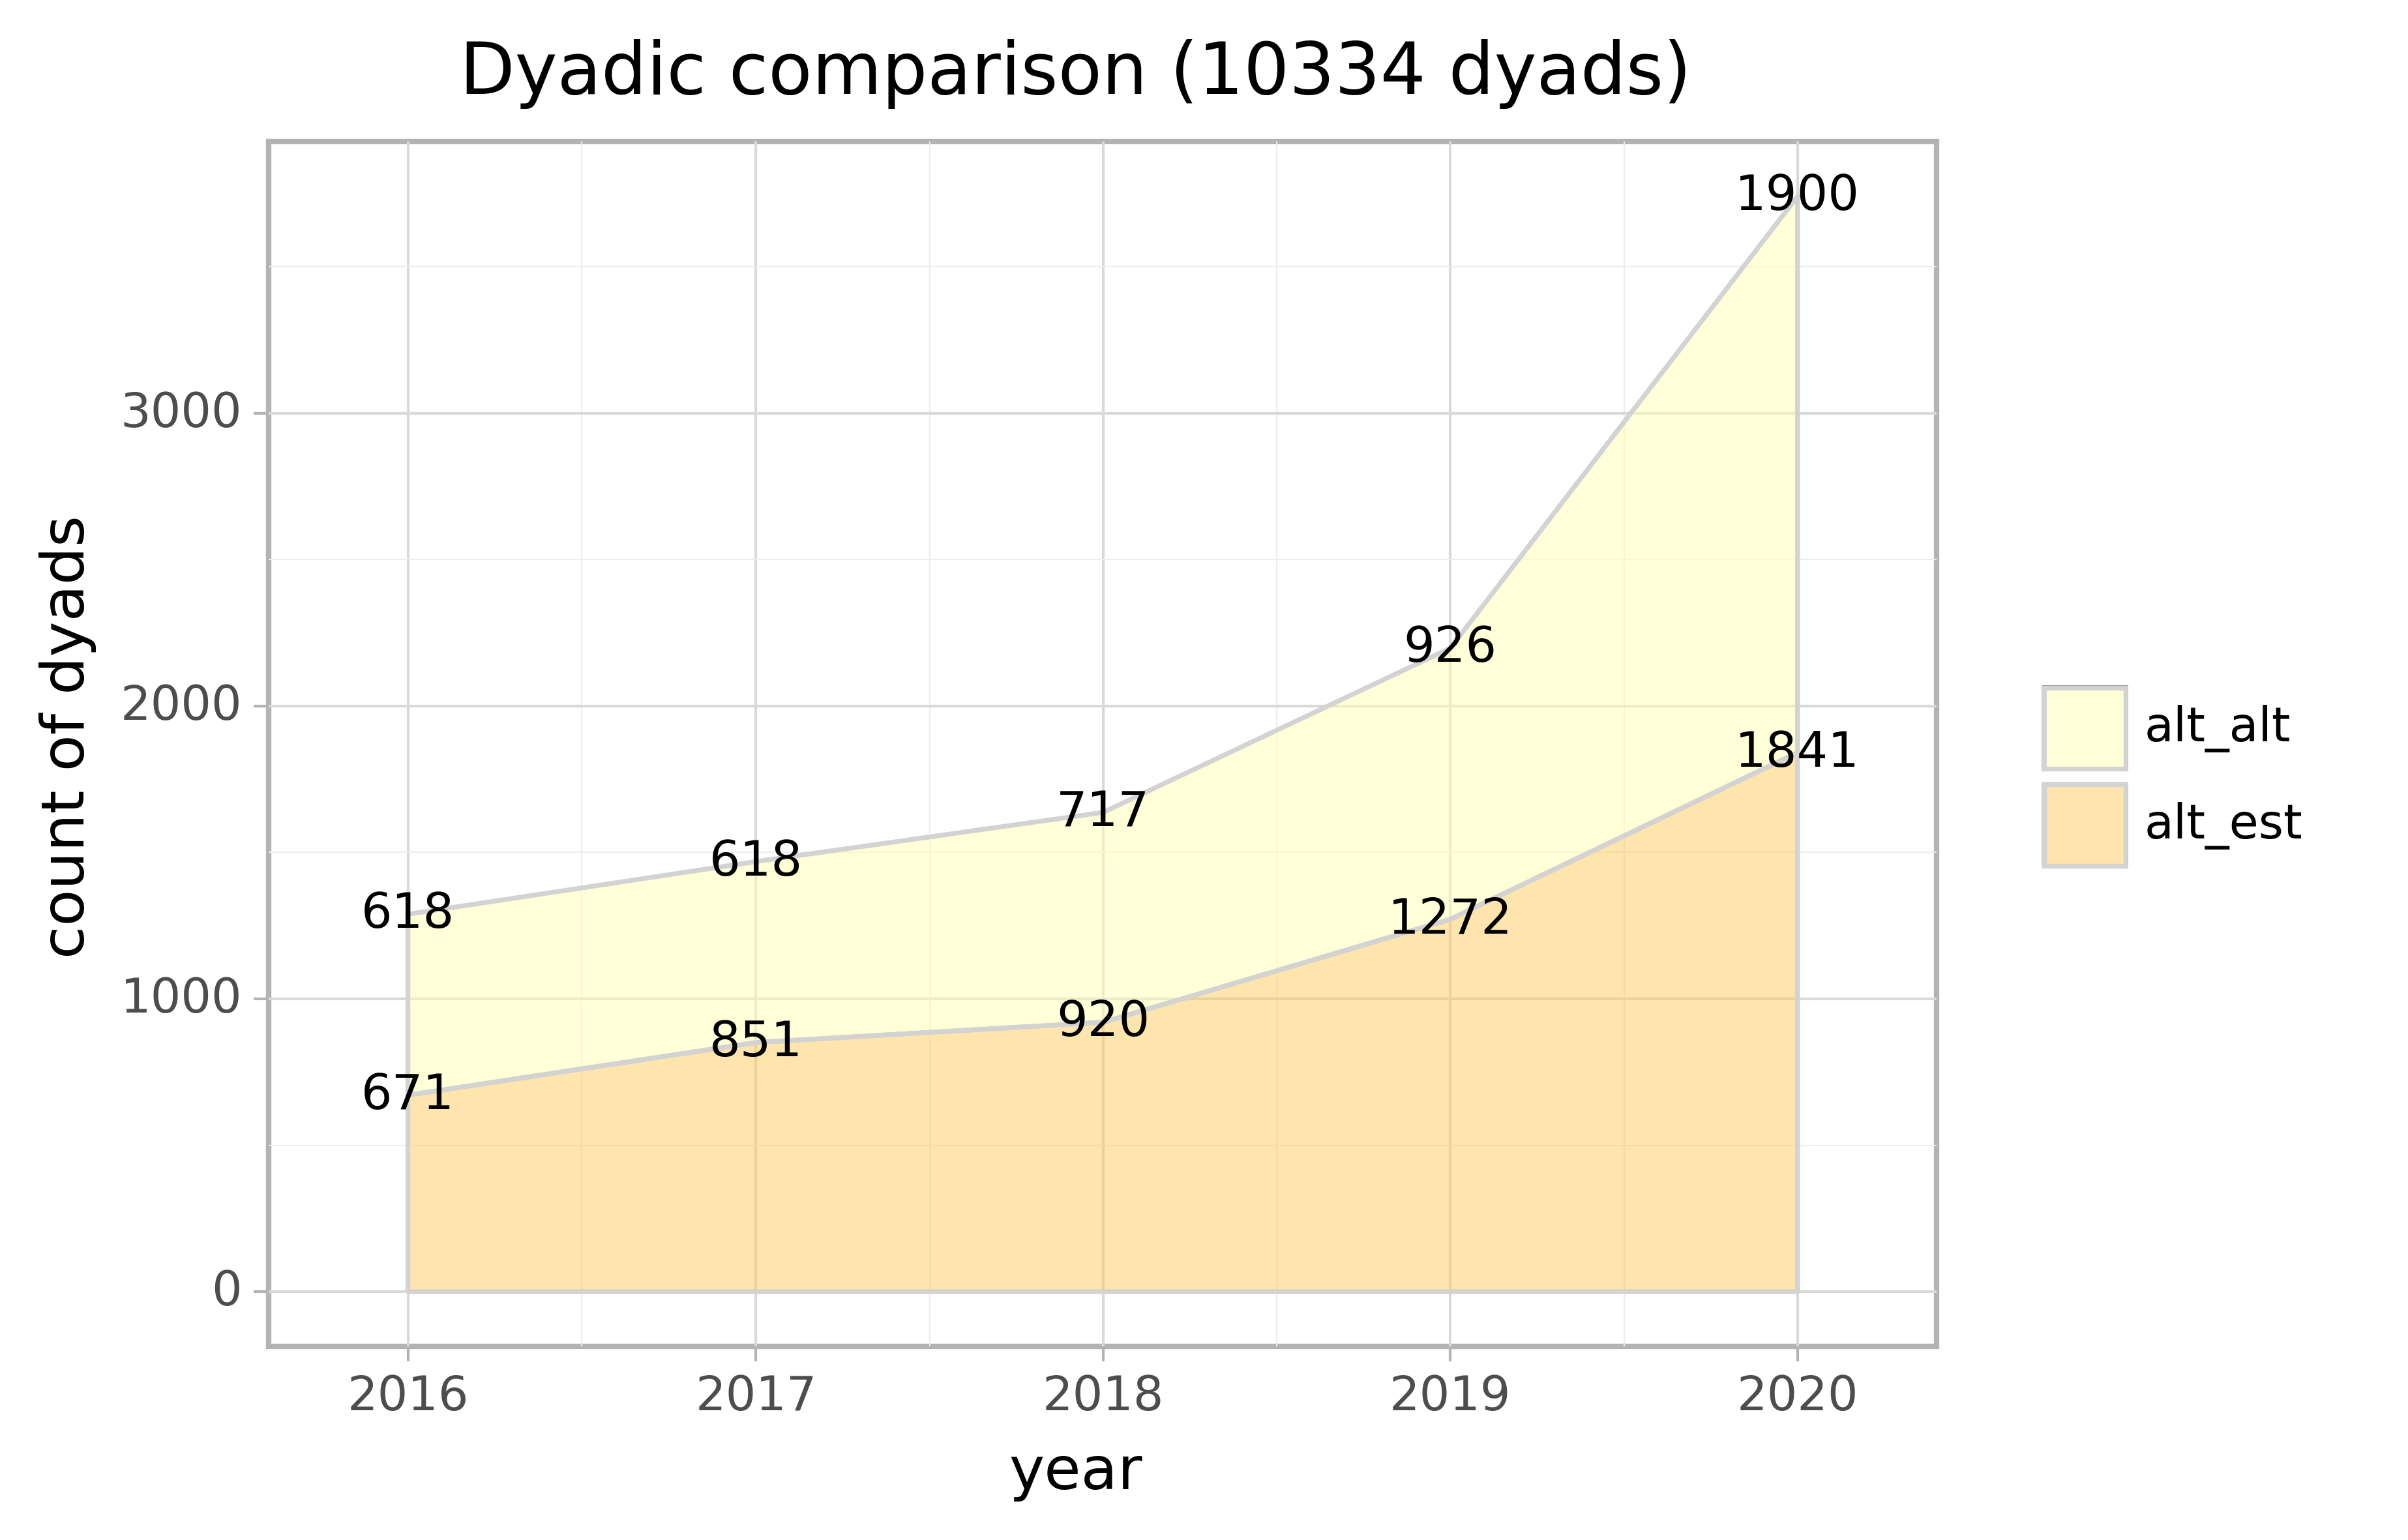 Dyadic comparison (10334 dyads)
count of dyads
3000
2000
1000
0
1900
926
1841
717
618
618
1272
920
851
671
2016 2017 2018 2019 2020
year
alt_alt
alt_est